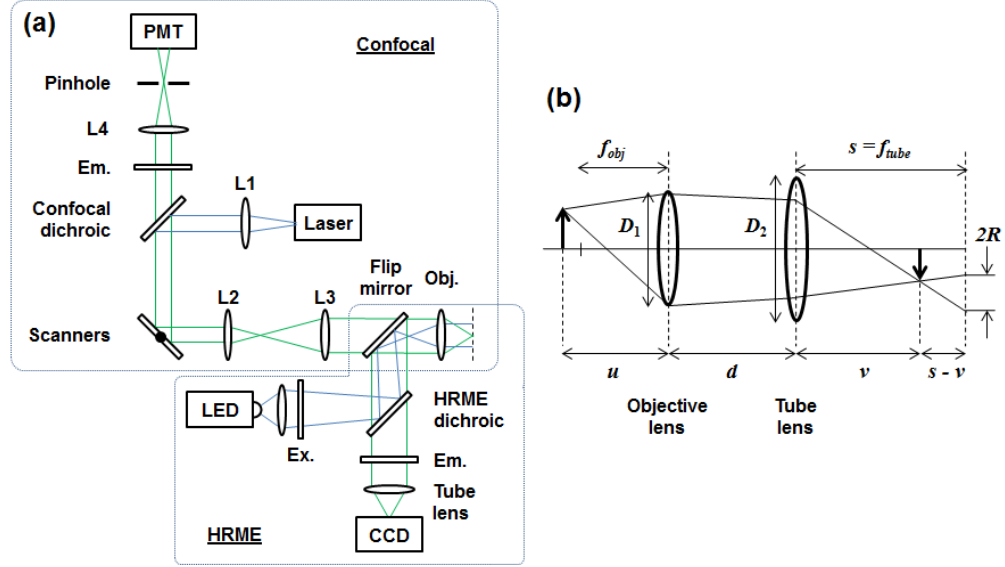 (a)
PMT
Confocal
Pinhole
L4
Em.
L1
Confocal
dichroic
Laser
Flip
mirror
Obj.
L2
L3
Scanners
LED
HRME
dichroic
Ex.
Em.
Tube
lens
HRME
CCD
(b)
f_obj
s = f_tube
D1
D2
2R
u
d
v
s - v
Objective
lens
Tube
lens